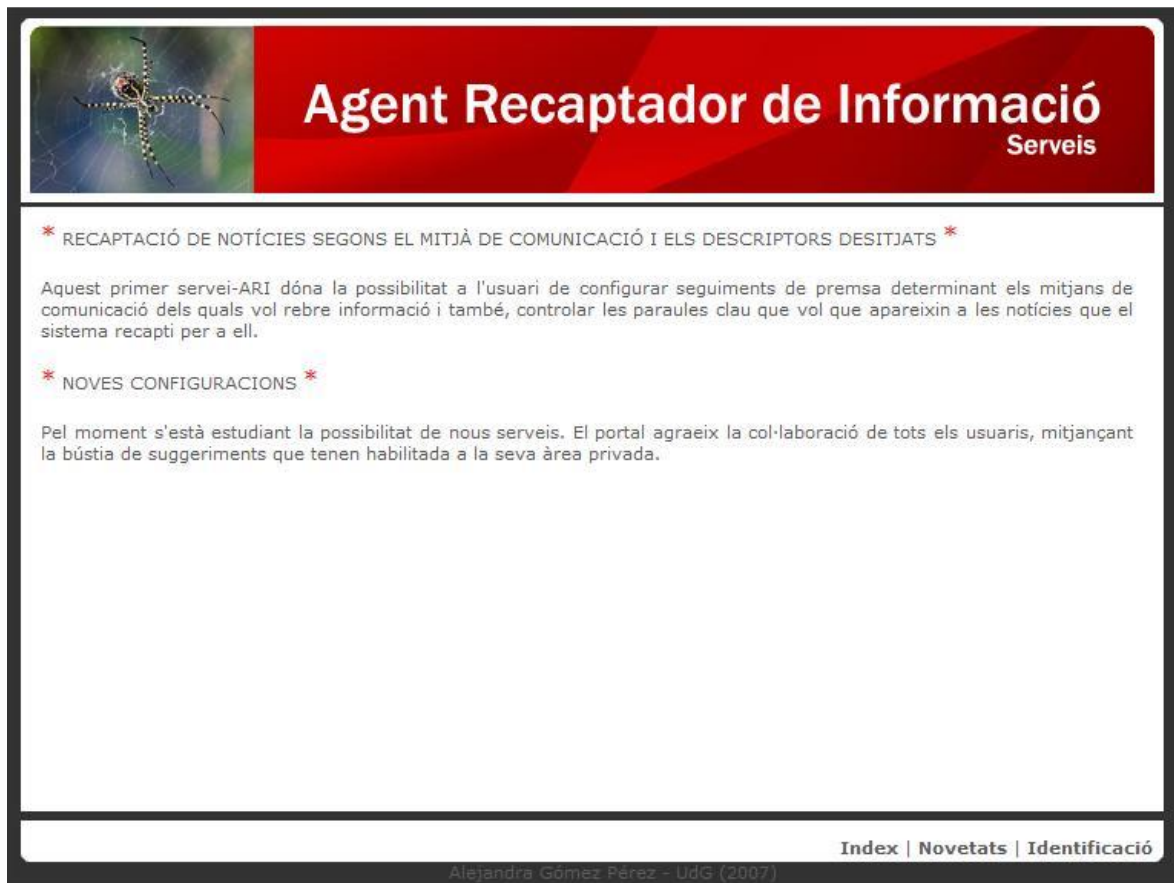 Agent Recaptador de Informació
Serveis
* RECAPTACIÓ DE NOTÍCIES SEGONS EL MITJÀ DE COMUNICACIÓ I ELS DESCRIPTORS DESITJATS *
Aquest primer servei-ARI dóna la possibilitat a l'usuari de configurar seguiments de premsa determinant els mitjans de
comunicació dels quals vol rebre informació i també, controlar les paraules clau que vol que apareixin a les notícies que el
sistema recapti per a ell.
* NOVES CONFIGURACIONS *
Pel moment s'està estudiant la possibilitat de nous serveis. El portal agraeix la col·laboració de tots els usuaris, mitjançant
la bústia de suggeriments que tenen habilitada a la seva àrea privada.
Index | Novetats | Identificació
Alejandra Gómez Pérez - UdG (2007)